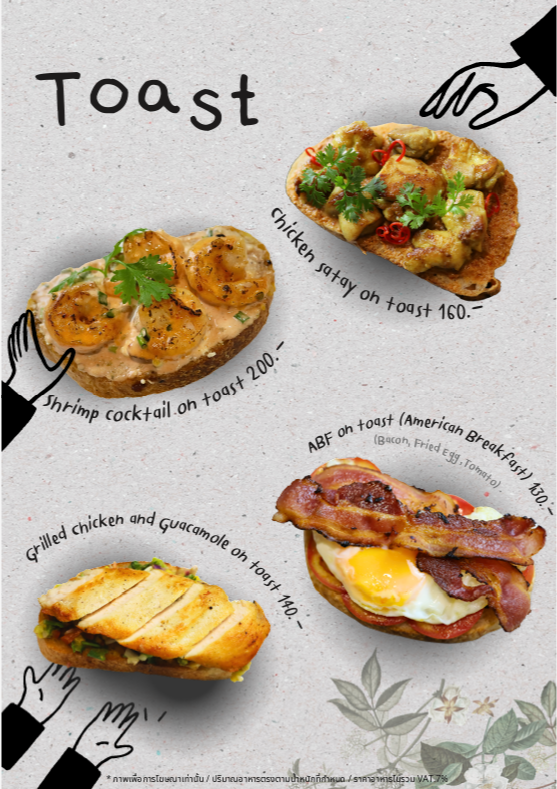 Toast
Chicken satay on toast 160.-
Shrimp cocktail on toast 200.-
ABF on toast (American Breakfast) 130.-
(Bacon, Fried Egg, Tomato)
Grilled chicken and Guacamole on toast 140.-
* ภาพเพื่อการโฆษณาเท่านั้น / ปริมาณอาหารตรงตามน้ำหนักที่กำหนด / ราคาอาหารไม่รวม VAT 7%